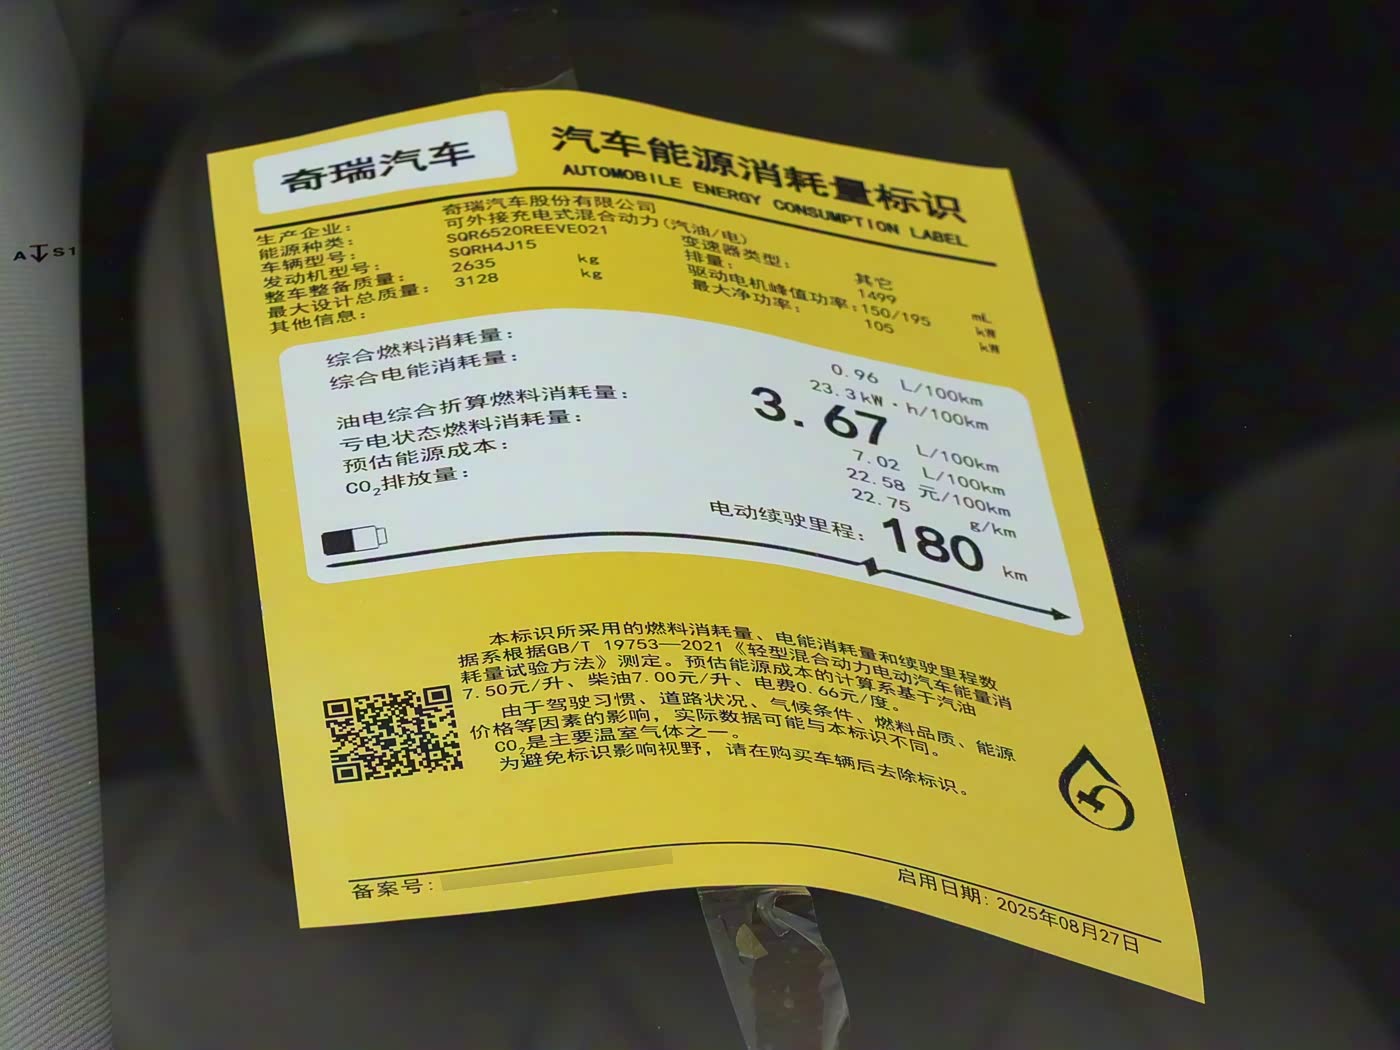 AIS1
奇瑞汽车
汽车能源消耗量标识
AUTOMOBILE ENERGY CONSUMPTION LABEL
生产企业: 奇瑞汽车股份有限公司
能源种类: 可外接充电式混合动力(汽油/电)
车辆型号: SQR6520REEVE021 变速器类型: 其它
发动机型号: SQRH4J15 排量: 1499 mL
整车整备质量: 2635 kg 驱动电机峰值功率:150/195 kW
最大设计总质量: 3128 kg 最大净功率: 105 kW
其他信息:
综合燃料消耗量: 0.96 L/100km
综合电能消耗量: 23.3 kW·h/100km
油电综合折算燃料消耗量: 3.67 L/100km
亏电状态燃料消耗量: 7.02 L/100km
预估能源成本: 22.58 元/100km
CO₂排放量: 22.75 g/km
电动续驶里程: 180 km
本标识所采用的燃料消耗量、电能消耗量和续驶里程数
据系根据GB/T 19753—2021《轻型混合动力电动汽车能量消
耗量试验方法》测定。预估能源成本的计算系基于汽油
7.50元/升、柴油7.00元/升、电费0.66元/度。
由于驾驶习惯、道路状况、气候条件、燃料品质、能源
价格等因素的影响，实际数据可能与本标识不同。
CO₂是主要温室气体之一。
为避免标识影响视野，请在购买车辆后去除标识。
备案号:
启用日期: 2025年08月27日